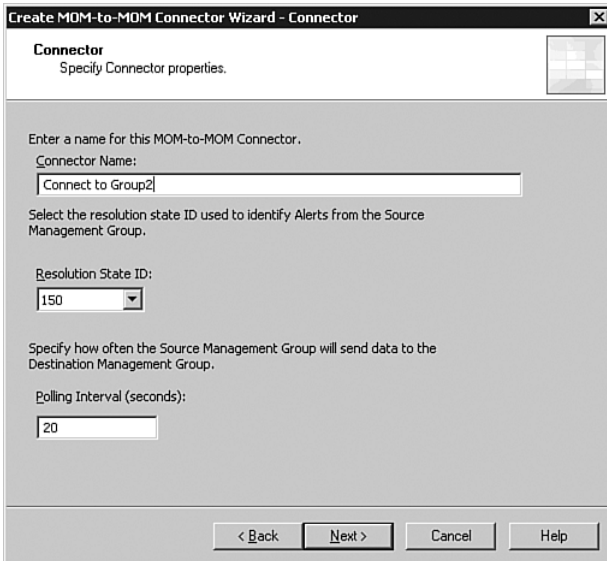 Create MOM-to-MOM Connector Wizard - Connector
Connector
Specify Connector properties.
Enter a name for this MOM-to-MOM Connector.
Connector Name:
Connect to Group2
Select the resolution state ID used to identify Alerts from the Source
Management Group.
Resolution State ID:
150
Specify how often the Source Management Group will send data to the
Destination Management Group.
Polling Interval (seconds):
20
< Back Next > Cancel Help